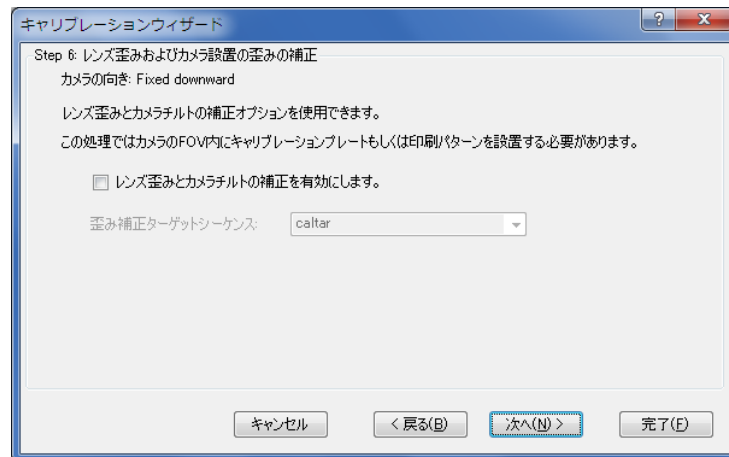 キャリブレーションウィザード
Step 6: レンズ歪みおよびカメラ設置の歪みの補正
カメラの向き: Fixed downward
レンズ歪みとカメラチルトの補正オプションを使用できます。
この処理ではカメラのFOV内にキャリブレーションプレートもしくは印刷パターンを設置する必要があります。
レンズ歪みとカメラチルトの補正を有効にします。
歪み補正ターゲットシーケンス: caltar
キャンセル < 戻る(B) 次へ(N) > 完了(F)